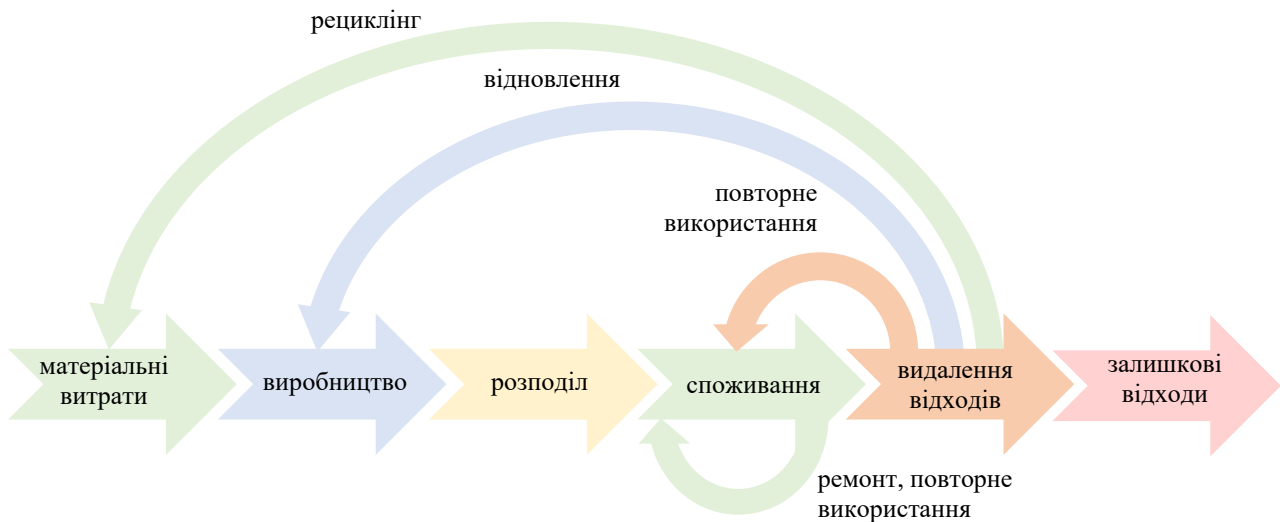 рециклінг
відновлення
повторне
використання
матеріальні
витрати
виробництво
розподіл
споживання
видалення
відходів
залишкові
відходи
ремонт, повторне
використання